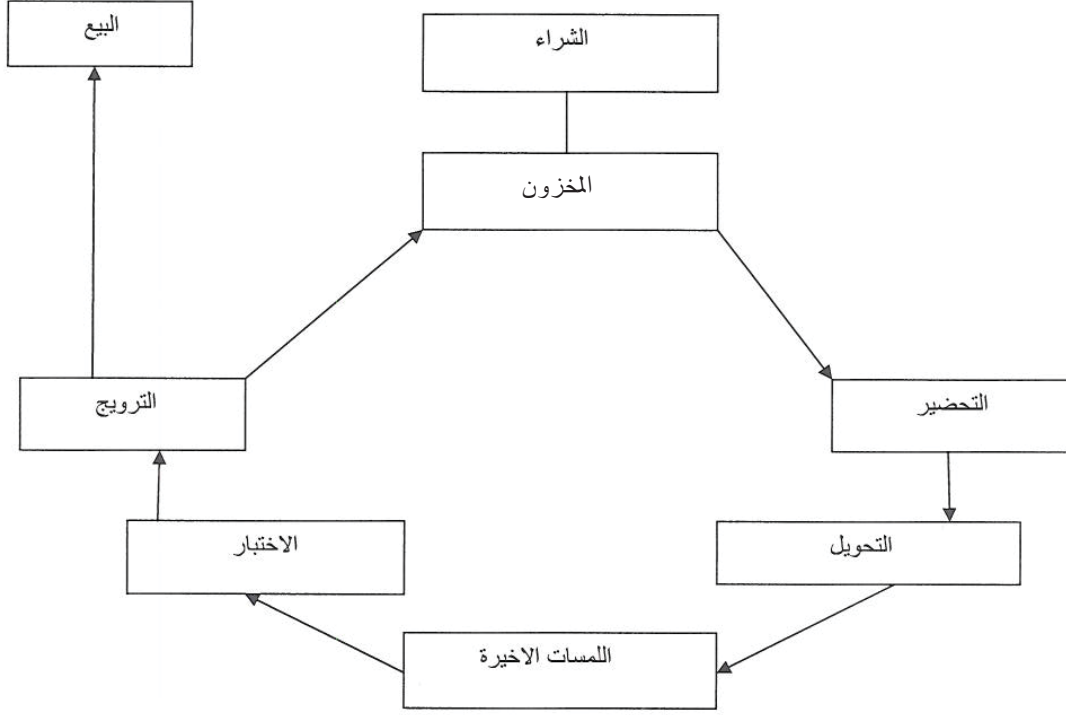 البيع
الشراء
المخزون
الترويج
التحضير
الاختبار
التحويل
اللمسات الاخيرة